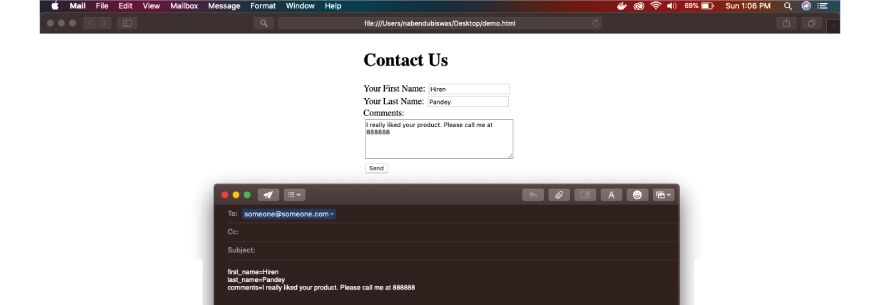 Mail File Edit View Mailbox Message Format Window Help 69% Sun 1:06 PM
file:///Users/nabendubiswas/Desktop/demo.html
Contact Us
Your First Name: Hiren
Your Last Name: Pandey
Comments:
I really liked your product. Please call me at
888888
Send
To: someone@someone.com
Cc:
Subject:
first_name=Hiren
last_name=Pandey
comments=I really liked your product. Please call me at 888888